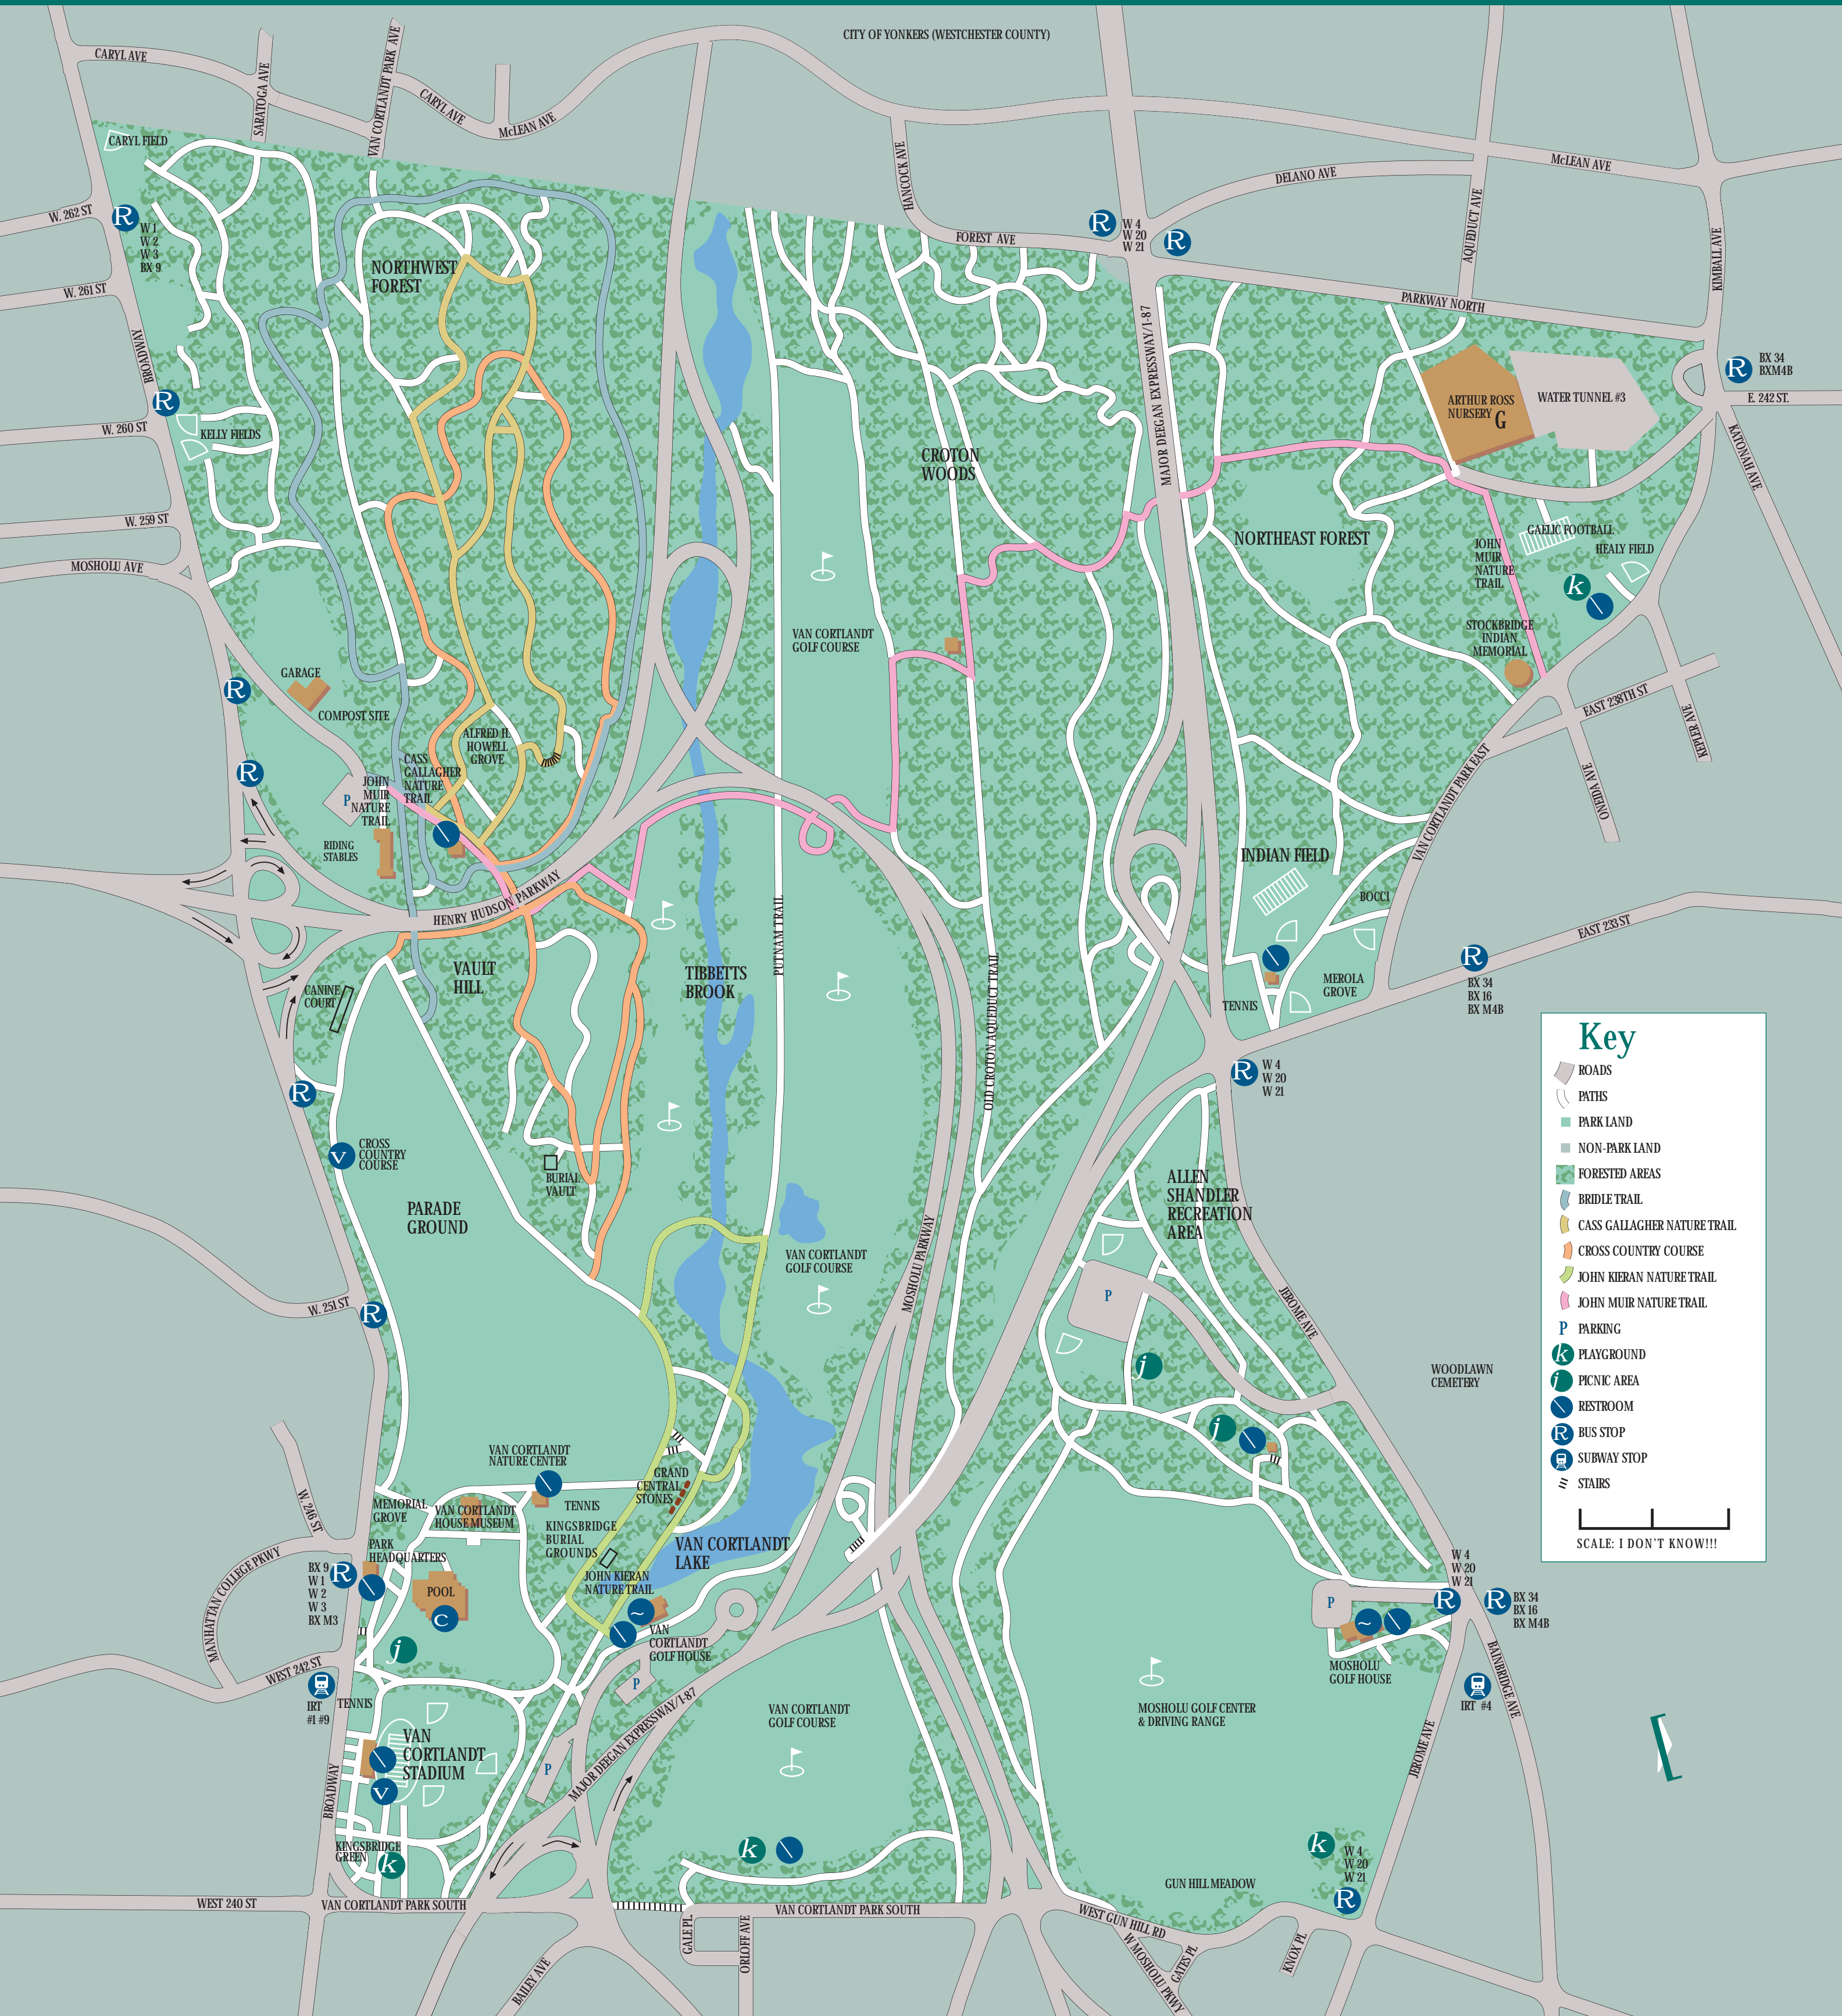 CITY OF YONKERS (WESTCHESTER COUNTY)
CARYL AVE
SARATOGA AVE
VAN CORTLANDT PARK AVE
CARYL AVE
McLEAN AVE
HANCOCK AVE
McLEAN AVE
DELANO AVE
AQUEDUCT AVE
KIMBALL AVE
CARYL FIELD
W. 262 ST
R
W 1
W 2
W 3
BX 9
FOREST AVE
R
W 4
W 20
W 21
R
NORTHWEST
FOREST
W. 261 ST
PARKWAY NORTH
BROADWAY
MAJOR DEEGAN EXPRESSWAY/I-87
R
BX 34
BXM4B
E. 242 ST.
KATONAH AVE
R
W. 260 ST
KELLY FIELDS
ARTHUR ROSS
NURSERY G
WATER TUNNEL #3
CROTON
WOODS
W. 259 ST
MOSHOLU AVE
NORTHEAST FOREST
GAELIC FOOTBALL
HEALY FIELD
JOHN
MUIR
NATURE
TRAIL
k
STOCKBRIDGE
INDIAN
MEMORIAL
VAN CORTLANDT
GOLF COURSE
GARAGE
R
COMPOST SITE
EAST 238TH ST
KEPLER AVE
ONEIDA AVE
VAN CORTLANDT PARK EAST
ALFRED H.
HOWELL
GROVE
CASS
GALLAGHER
NATURE
TRAIL
R
P
JOHN
MUIR
NATURE
TRAIL
RIDING
STABLES
HENRY HUDSON PARKWAY
INDIAN FIELD
BOCCI
EAST 233 ST
PUTNAM TRAIL
OLD CROTON AQUEDUCT TRAIL
VAULT
HILL
TIBBETTS
BROOK
CANINE
COURT
MEROLA
GROVE
TENNIS
R
BX 34
BX 16
BX M4B
R
R
W 4
W 20
W 21
V
CROSS
COUNTRY
COURSE
BURIAL
VAULT
PARADE
GROUND
ALLEN
SHANDLER
RECREATION
AREA
MOSHOLU PARKWAY
VAN CORTLANDT
GOLF COURSE
P
W. 251 ST
R
JEROME AVE
j
WOODLAWN
CEMETERY
j
Key
ROADS
PATHS
PARK LAND
NON-PARK LAND
FORESTED AREAS
BRIDLE TRAIL
CASS GALLAGHER NATURE TRAIL
CROSS COUNTRY COURSE
JOHN KIERAN NATURE TRAIL
JOHN MUIR NATURE TRAIL
P PARKING
k PLAYGROUND
j PICNIC AREA
RESTROOM
R BUS STOP
SUBWAY STOP
STAIRS
SCALE: I DON'T KNOW!!!
VAN CORTLANDT
NATURE CENTER
GRAND
CENTRAL
STONES
MEMORIAL
GROVE
VAN CORTLANDT
HOUSE MUSEUM
TENNIS
W. 246 ST
KINGSBRIDGE
BURIAL
GROUNDS
VAN CORTLANDT
LAKE
PARK
HEADQUARTERS
MANHATTAN COLLEGE PKWY
BX 9
W 1
W 2
W 3
BX M3
R
POOL
C
JOHN KIERAN
NATURE TRAIL
~
VAN
CORTLANDT
GOLF HOUSE
j
W 4
W 20
W 21
R
R
BX 34
BX 16
BX M4B
P
~
MOSHOLU
GOLF HOUSE
BAINBRIDGE AVE
WEST 242 ST
IRT
#1 #9
TENNIS
P
IRT #4
VAN CORTLANDT
GOLF COURSE
MOSHOLU GOLF CENTER
& DRIVING RANGE
VAN
CORTLANDT
STADIUM
V
P
MAJOR DEEGAN EXPRESSWAY/I-87
BROADWAY
JEROME AVE
KINGSBRIDGE
GREEN
k
k
k
W 4
W 20
W 21
R
GUN HILL MEADOW
WEST 240 ST
VAN CORTLANDT PARK SOUTH
VAN CORTLANDT PARK SOUTH
WEST GUN HILL RD
GALE PL
ORLOFF AVE
BAILEY AVE
W MOSHOLU PKWY
GATES PL
KNOX PL